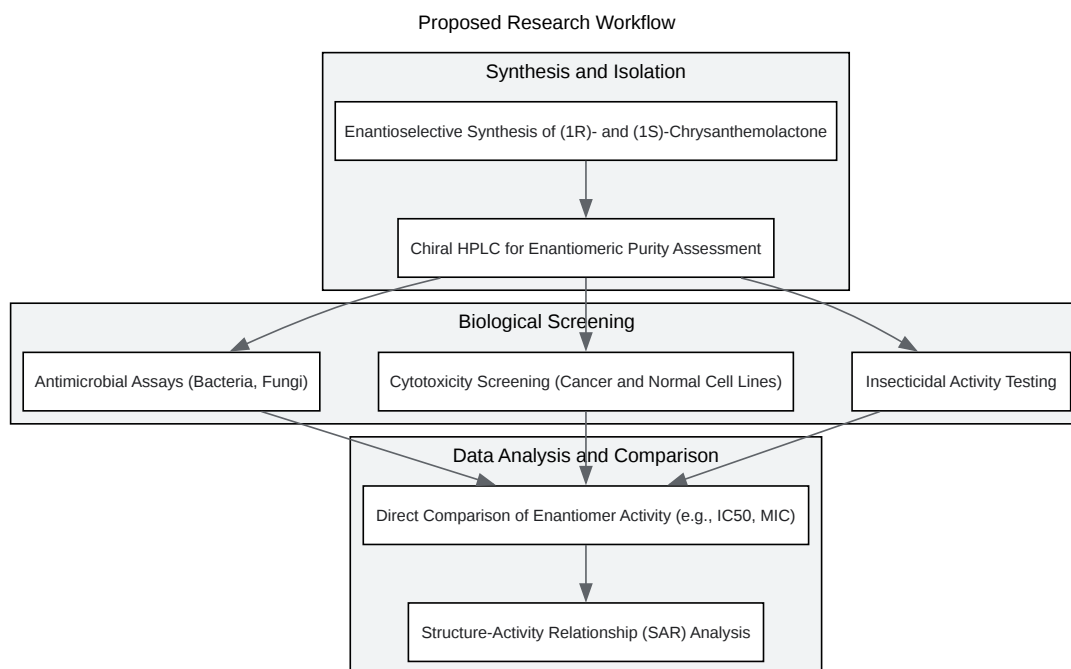 Proposed Research Workflow
Synthesis and Isolation
Enantioselective Synthesis of (1R)- and (1S)-Chrysanthemolactone
Chiral HPLC for Enantiomeric Purity Assessment
Biological Screening
Antimicrobial Assays (Bacteria, Fungi)
Cytotoxicity Screening (Cancer and Normal Cell Lines)
Insecticidal Activity Testing
Data Analysis and Comparison
Direct Comparison of Enantiomer Activity (e.g., IC50, MIC)
Structure-Activity Relationship (SAR) Analysis